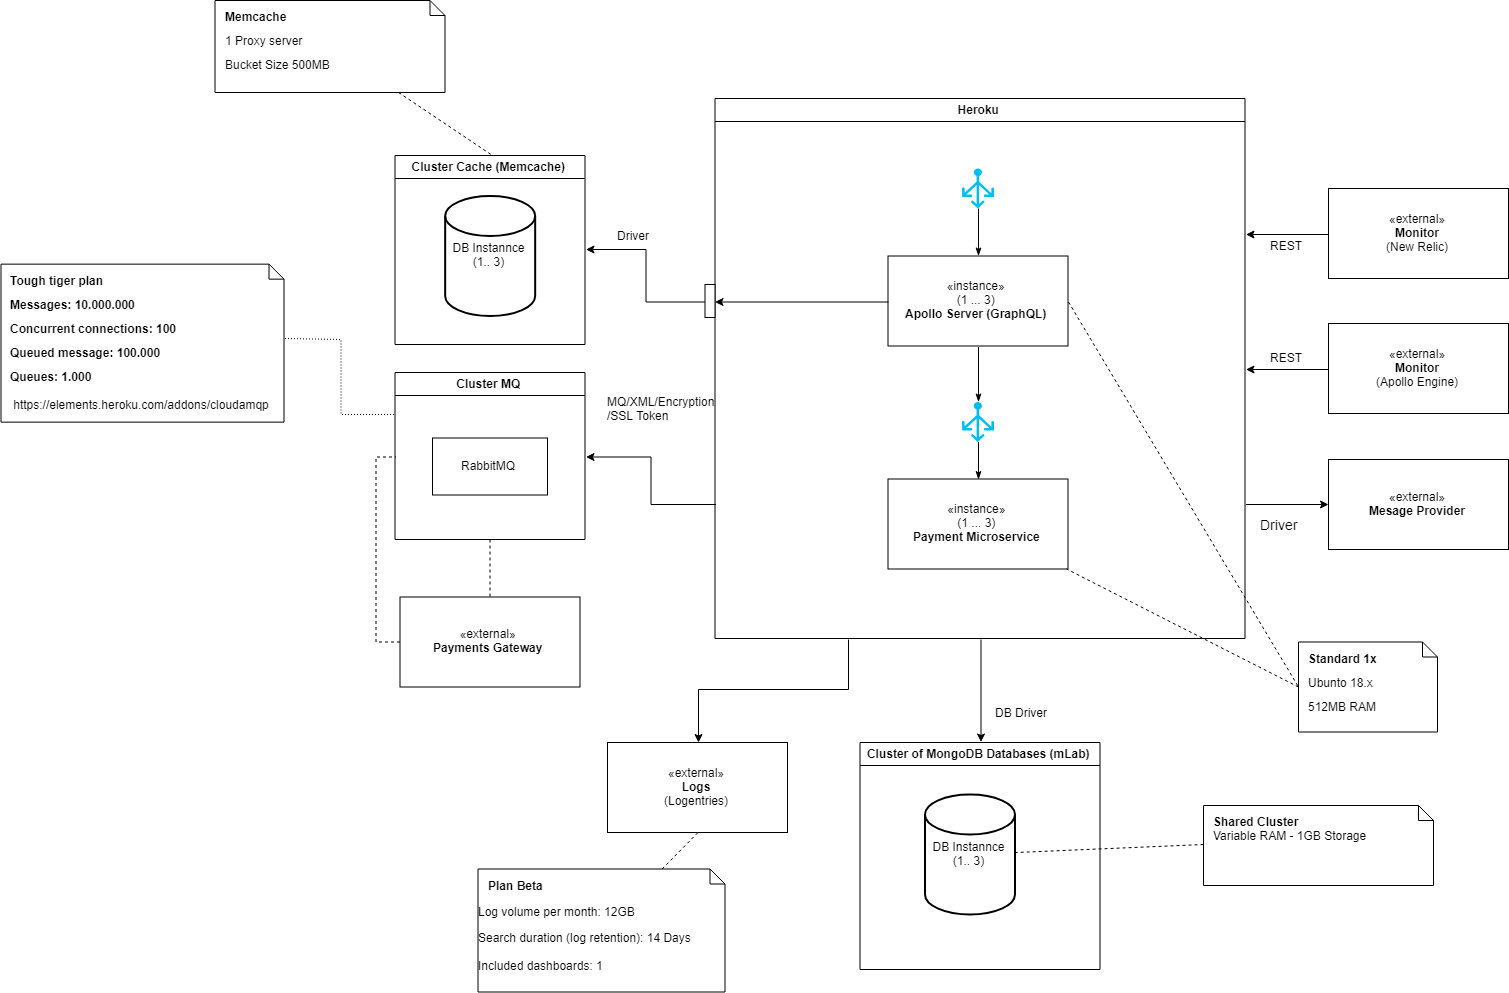 Memcache
1 Proxy server
Bucket Size 500MB
Heroku
Cluster Cache (Memcache)
DB Instannce
(1.. 3)
Driver
«external»
Monitor
(New Relic)
REST
«instance»
(1 ... 3)
Apollo Server (GraphQL)
Tough tiger plan
Messages: 10.000.000
Concurrent connections: 100
Queued message: 100.000
Queues: 1.000
https://elements.heroku.com/addons/cloudamqp
«external»
Monitor
(Apollo Engine)
REST
Cluster MQ
RabbitMQ
MQ/XML/Encryption
/SSL Token
«instance»
(1 ... 3)
Payment Microservice
«external»
Mesage Provider
Driver
«external»
Payments Gateway
Standard 1x
Ubunto 18.x
512MB RAM
DB Driver
«external»
Logs
(Logentries)
Cluster of MongoDB Databases (mLab)
DB Instannce
(1.. 3)
Shared Cluster
Variable RAM - 1GB Storage
Plan Beta
Log volume per month: 12GB
Search duration (log retention): 14 Days
Included dashboards: 1